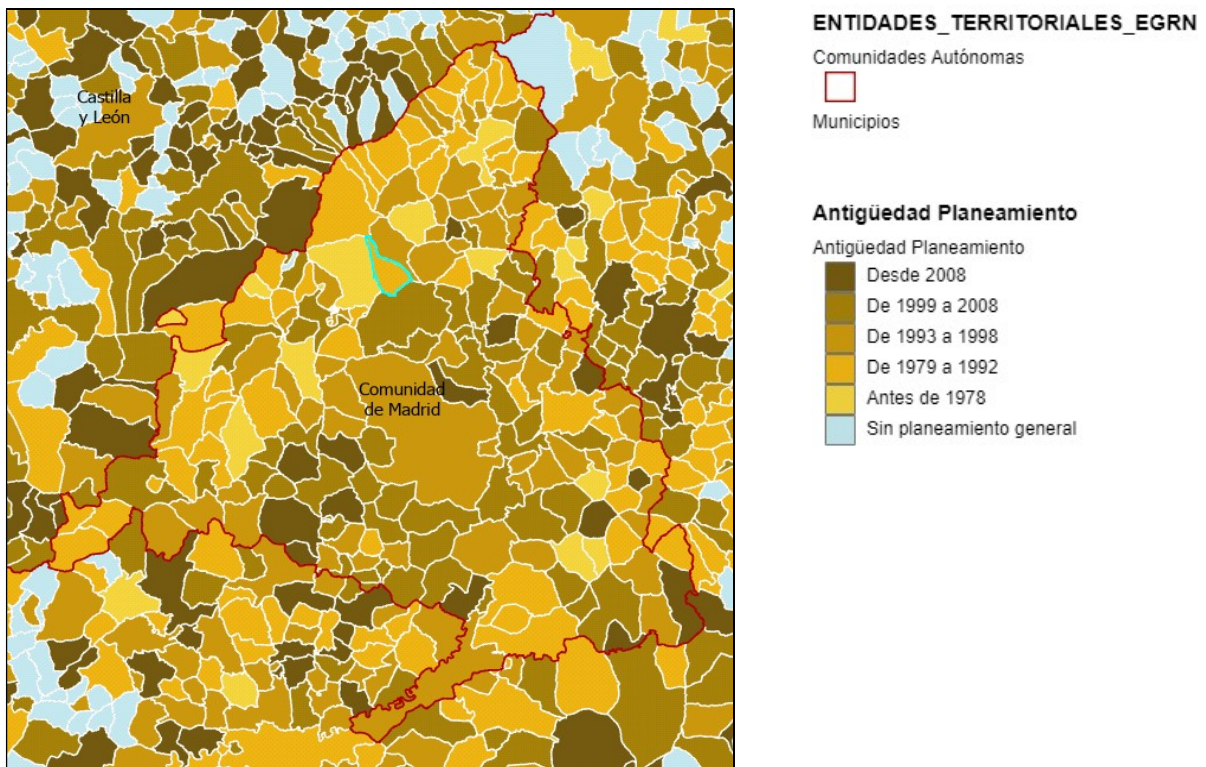 Castilla
y León
Comunidad
de Madrid
ENTIDADES_TERRITORIALES_EGRN
Comunidades Autónomas
Municipios
Antigüedad Planeamiento
Antigüedad Planeamiento
Desde 2008
De 1999 a 2008
De 1993 a 1998
De 1979 a 1992
Antes de 1978
Sin planeamiento general